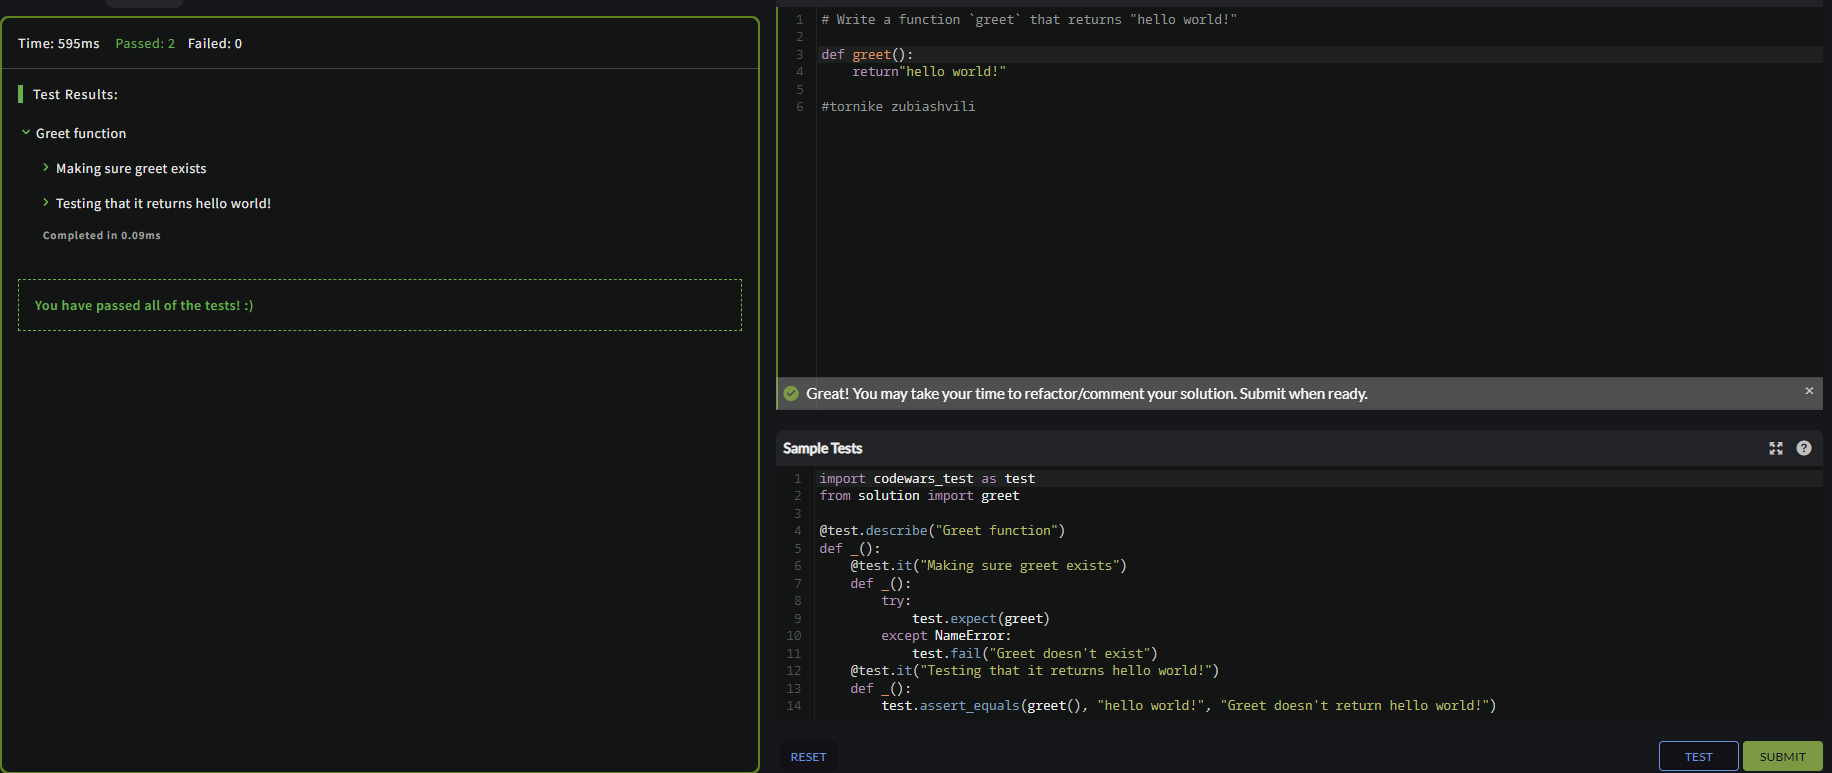 Time: 595ms Passed: 2 Failed: 0
Test Results:
Greet function
Making sure greet exists
Testing that it returns hello world!
Completed in 0.09ms
You have passed all of the tests! :)
1 # Write a function `greet` that returns "hello world!"
2
3 def greet():
4     return"hello world!"
5
6 #tornike zubiashvili
Great! You may take your time to refactor/comment your solution. Submit when ready. ×
Sample Tests ?
1 import codewars_test as test
2 from solution import greet
3
4 @test.describe("Greet function")
5 def _():
6     @test.it("Making sure greet exists")
7     def _():
8         try:
9             test.expect(greet)
10         except NameError:
11             test.fail("Greet doesn't exist")
12     @test.it("Testing that it returns hello world!")
13     def _():
14         test.assert_equals(greet(), "hello world!", "Greet doesn't return hello world!")
RESET TEST SUBMIT